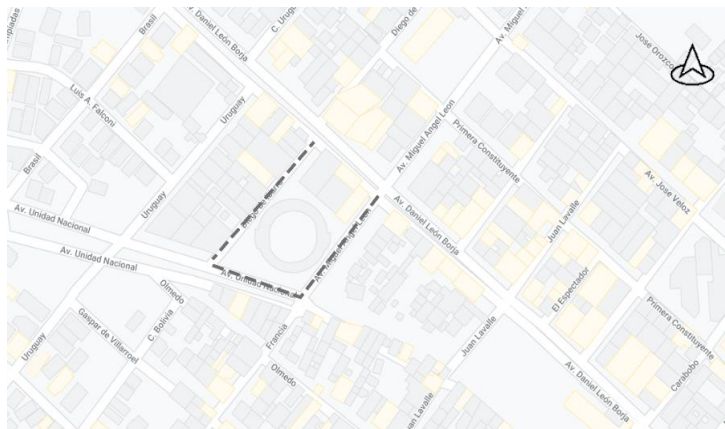 Brasil
Av. Daniel León Borja
C. Urugu
Diego de
Av. Miguel Angel
Jose Orozco
Luis A. Falconi
Uruguay
Av. Miguel Angel Leon
Primera Constituyente
Brasil
Av. Jose Veloz
Uruguay
Av. Daniel León Borja
Juan Lavalle
Av. Unidad Nacional
Av. Unidad Nacional
Av. Unidad Nacional
Olmedo
C. Bolivia
El Espectador
Gaspar de Villarroel
Francia
Primera Constituyente
Uruguay
Juan Lavalle
Olmedo
Av. Daniel León Borja
Carabobo
an Lavalle